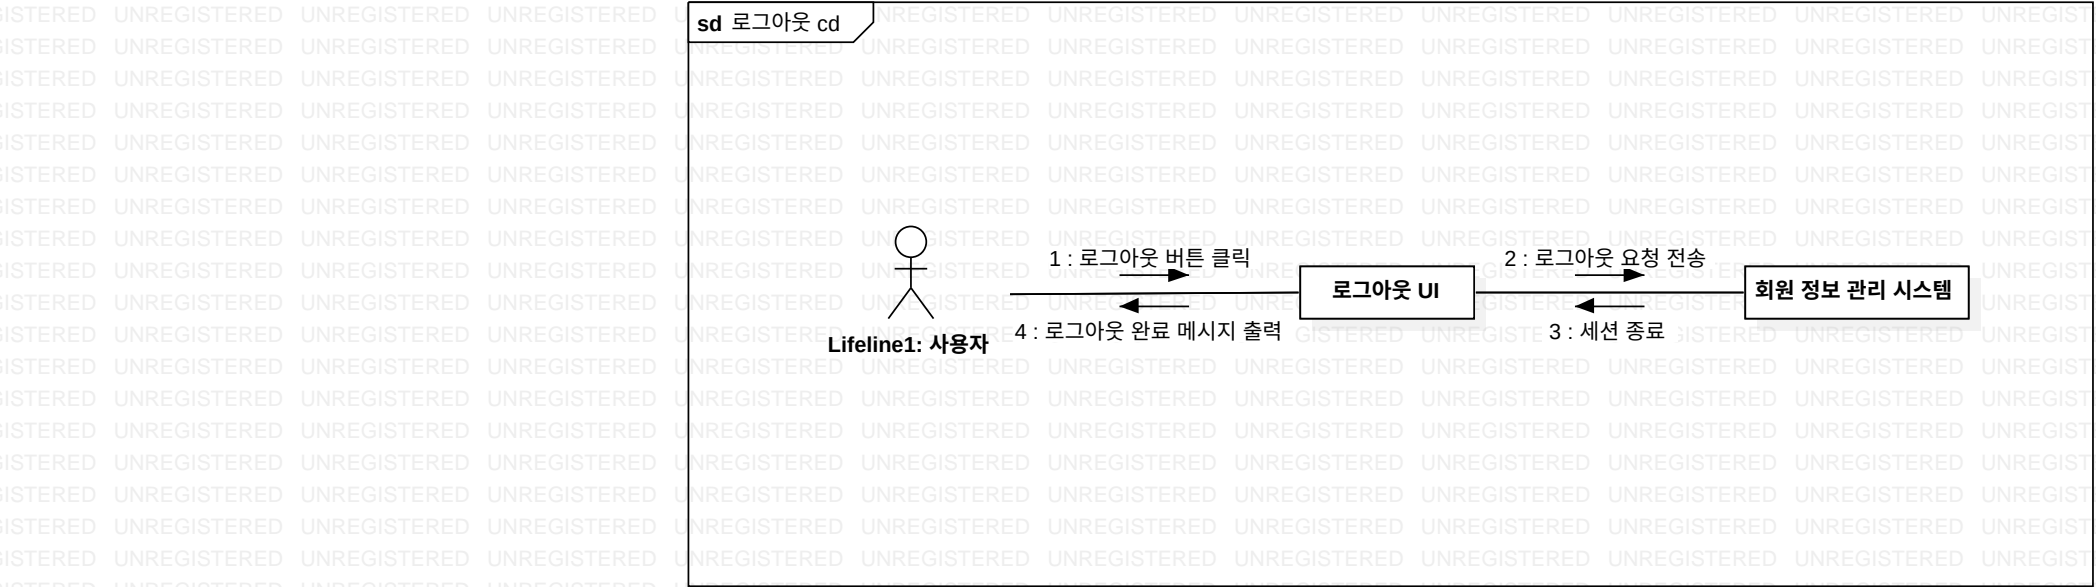 sd 로그아웃 cd
1 : 로그아웃 버튼 클릭
2 : 로그아웃 요청 전송
로그아웃 UI
회원 정보 관리 시스템
4 : 로그아웃 완료 메시지 출력
3 : 세션 종료
Lifeline1: 사용자
UNREGISTERED